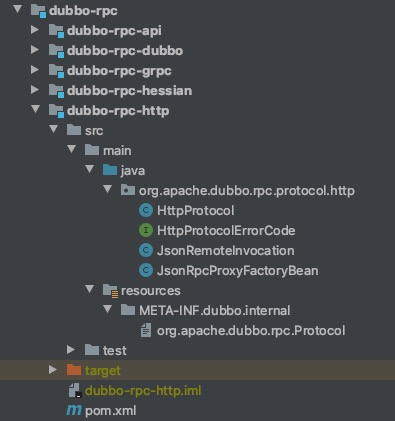 dubbo-rpc
dubbo-rpc-api
dubbo-rpc-dubbo
dubbo-rpc-grpc
dubbo-rpc-hessian
dubbo-rpc-http
src
main
java
org.apache.dubbo.rpc.protocol.http
HttpProtocol
HttpProtocolErrorCode
JsonRemoteInvocation
JsonRpcProxyFactoryBean
resources
META-INF.dubbo.internal
org.apache.dubbo.rpc.Protocol
test
target
dubbo-rpc-http.iml
pom.xml